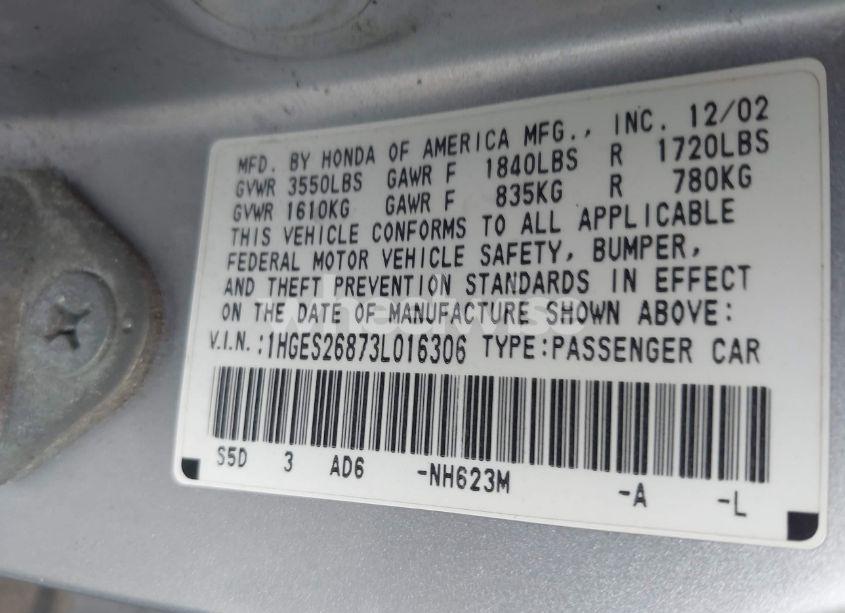 MFD. BY HONDA OF AMERICA MFG., INC. 12/02
GVWR 3550LBS GAWR F 1840LBS R 1720LBS
GVWR 1610KG GAWR F 835KG R 780KG
THIS VEHICLE CONFORMS TO ALL APPLICABLE
FEDERAL MOTOR VEHICLE SAFETY, BUMPER,
AND THEFT PREVENTION STANDARDS IN EFFECT
ON THE DATE OF MANUFACTURE SHOWN ABOVE:
wheelwise
V.I.N.:1HGES26873L016306 TYPE:PASSENGER CAR
S5D 3 AD6 -NH623M -A -L